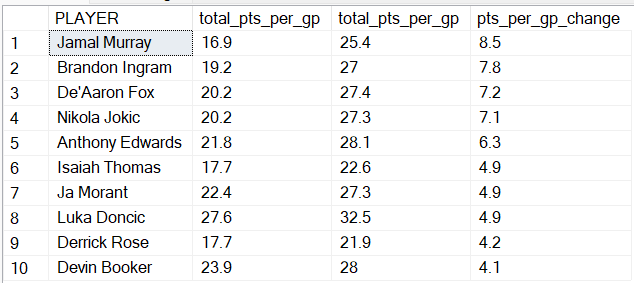 PLAYER total_pts_per_gp total_pts_per_gp pts_per_gp_change
1 Jamal Murray 16.9 25.4 8.5
2 Brandon Ingram 19.2 27 7.8
3 De'Aaron Fox 20.2 27.4 7.2
4 Nikola Jokic 20.2 27.3 7.1
5 Anthony Edwards 21.8 28.1 6.3
6 Isaiah Thomas 17.7 22.6 4.9
7 Ja Morant 22.4 27.3 4.9
8 Luka Doncic 27.6 32.5 4.9
9 Derrick Rose 17.7 21.9 4.2
10 Devin Booker 23.9 28 4.1